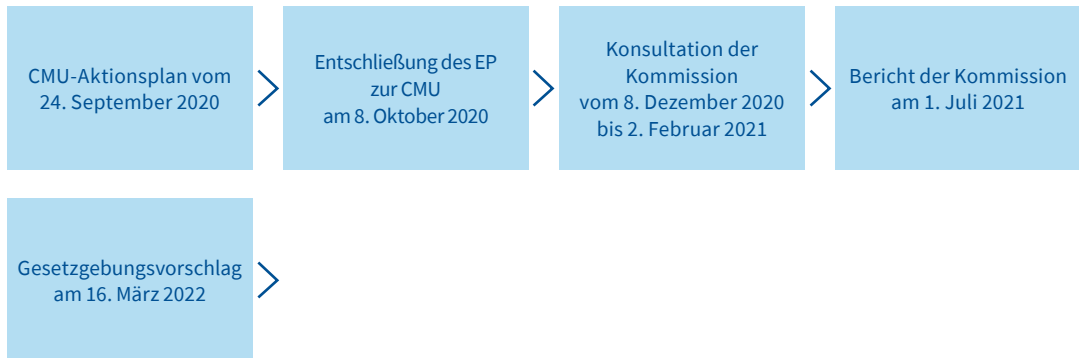 CMU-Aktionsplan vom
24. September 2020
Entschließung des EP
zur CMU
am 8. Oktober 2020
Konsultation der
Kommission
vom 8. Dezember 2020
bis 2. Februar 2021
Bericht der Kommission
am 1. Juli 2021
Gesetzgebungsvorschlag
am 16. März 2022